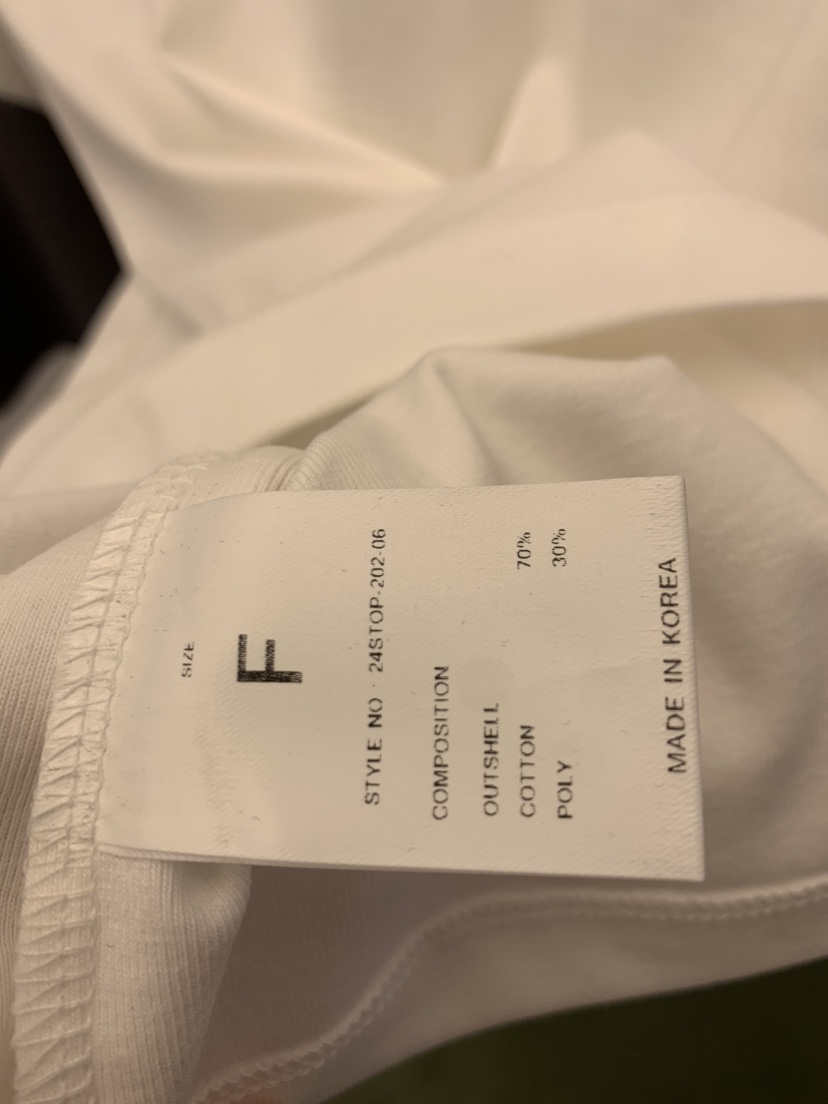 SIZE
F
STYLE NO · 24STOP-202-06
COMPOSITION
OUTSHELL
COTTON 70%
POLY 30%
MADE IN KOREA